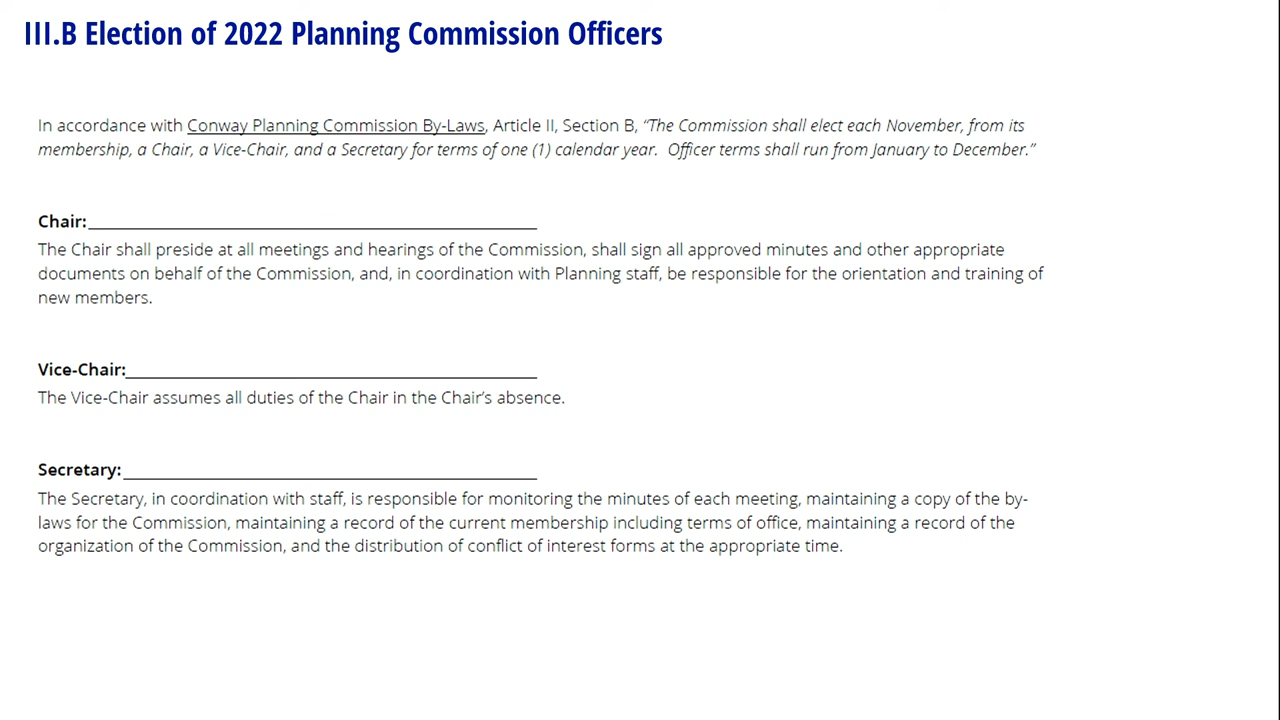 III.B Election of 2022 Planning Commission Officers
In accordance with Conway Planning Commission By-Laws, Article II, Section B, “The Commission shall elect each November, from its
membership, a Chair, a Vice-Chair, and a Secretary for terms of one (1) calendar year.  Officer terms shall run from January to December.”
Chair:
The Chair shall preside at all meetings and hearings of the Commission, shall sign all approved minutes and other appropriate
documents on behalf of the Commission, and, in coordination with Planning staff, be responsible for the orientation and training of
new members.
Vice-Chair:
The Vice-Chair assumes all duties of the Chair in the Chair’s absence.
Secretary:
The Secretary, in coordination with staff, is responsible for monitoring the minutes of each meeting, maintaining a copy of the by-
laws for the Commission, maintaining a record of the current membership including terms of office, maintaining a record of the
organization of the Commission, and the distribution of conflict of interest forms at the appropriate time.